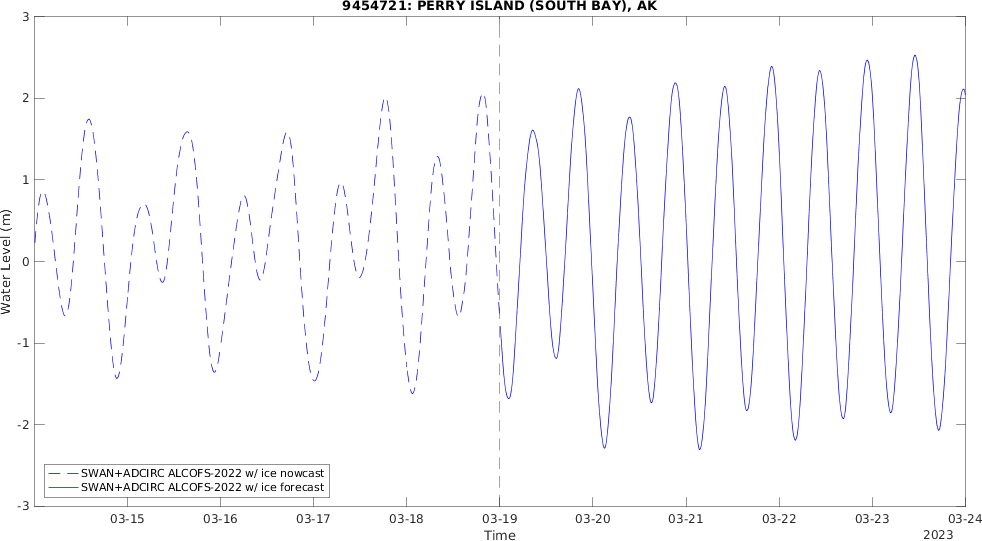 9454721: PERRY ISLAND (SOUTH BAY), AK
3
2
1
0
-1
-2
-3
Water Level (m)
SWAN+ADCIRC ALCOFS-2022 w/ ice nowcast
SWAN+ADCIRC ALCOFS-2022 w/ ice forecast
03-15 03-16 03-17 03-18 03-19 03-20 03-21 03-22 03-23 03-24
Time
2023